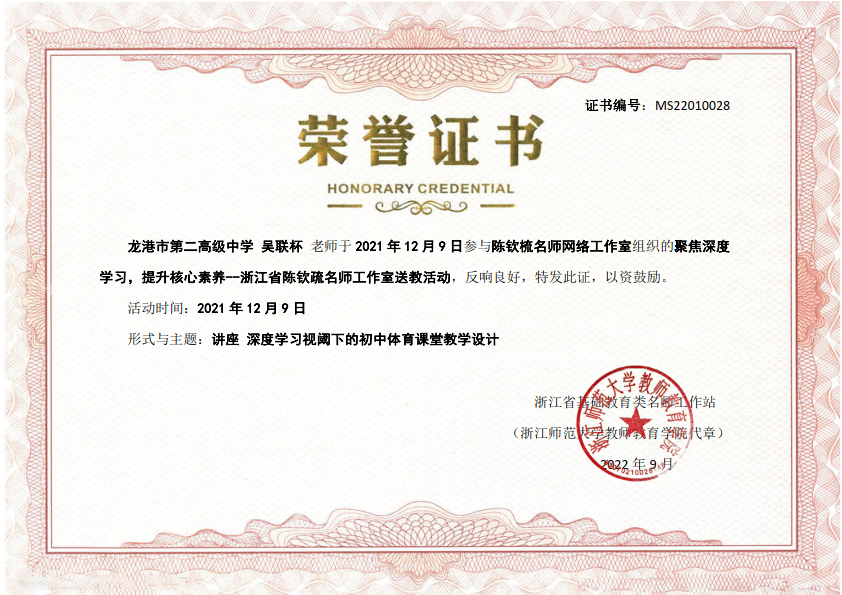 证书编号：MS22010028
荣誉证书
HONORARY CREDENTIAL
龙港市第二高级中学 吴联杯 老师于 2021 年 12 月 9 日参与陈钦梳名师网络工作室组织的聚焦深度
学习，提升核心素养--浙江省陈钦疏名师工作室送教活动，反响良好，特发此证，以资鼓励。
活动时间：2021 年 12 月 9 日
形式与主题：讲座 深度学习视阈下的初中体育课堂教学设计
浙江省基础教育类名师工作站
（浙江师范大学教师教育学院代章）
2022 年 9 月
浙江师范大学教师教育学院